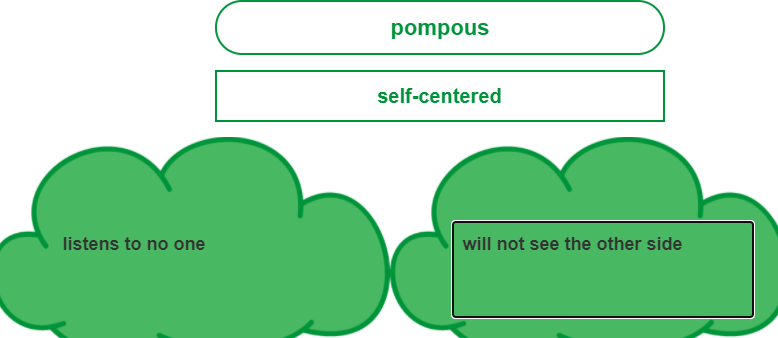 pompous
self-centered
listens to no one
will not see the other side